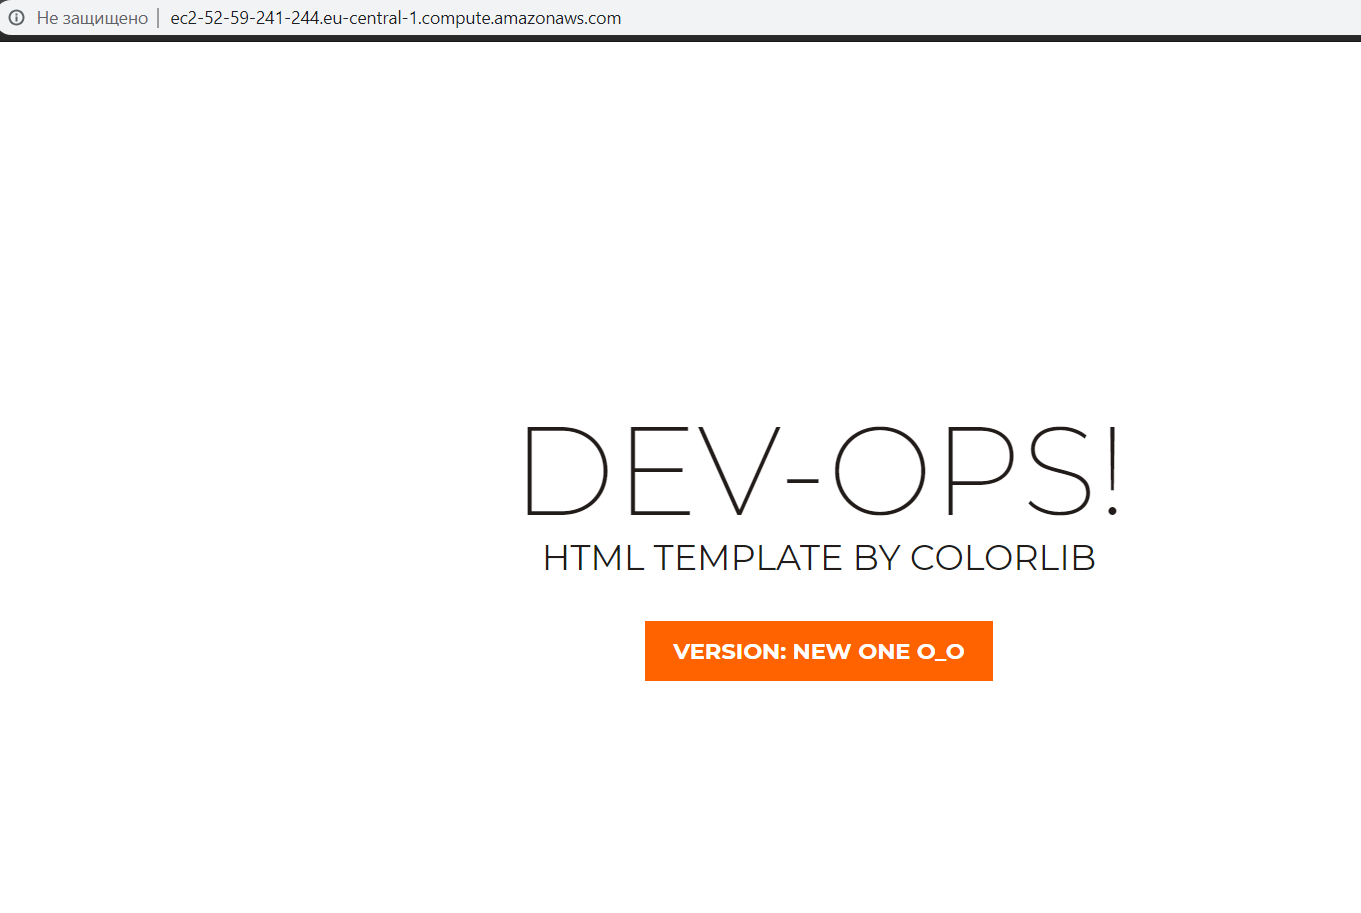 Не защищено | ec2-52-59-241-244.eu-central-1.compute.amazonaws.com
DEV-OPS!
HTML TEMPLATE BY COLORLIB
VERSION: NEW ONE O_O